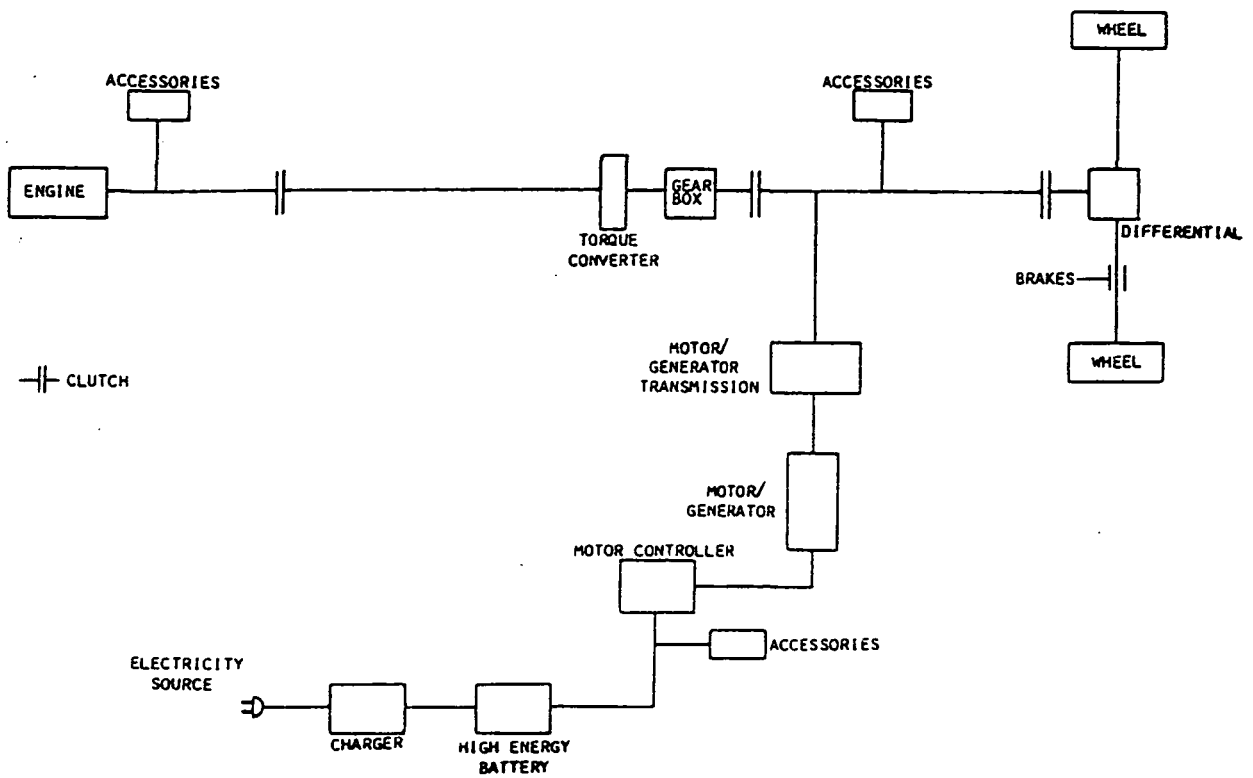 WHEEL
ACCESSORIES
ACCESSORIES
ENGINE
GEAR
BOX
TORQUE
CONVERTER
DIFFERENTIAL
BRAKES
MOTOR/
GENERATOR
TRANSMISSION
WHEEL
CLUTCH
MOTOR/
GENERATOR
MOTOR CONTROLLER
ACCESSORIES
ELECTRICITY
SOURCE
CHARGER
HIGH ENERGY
BATTERY